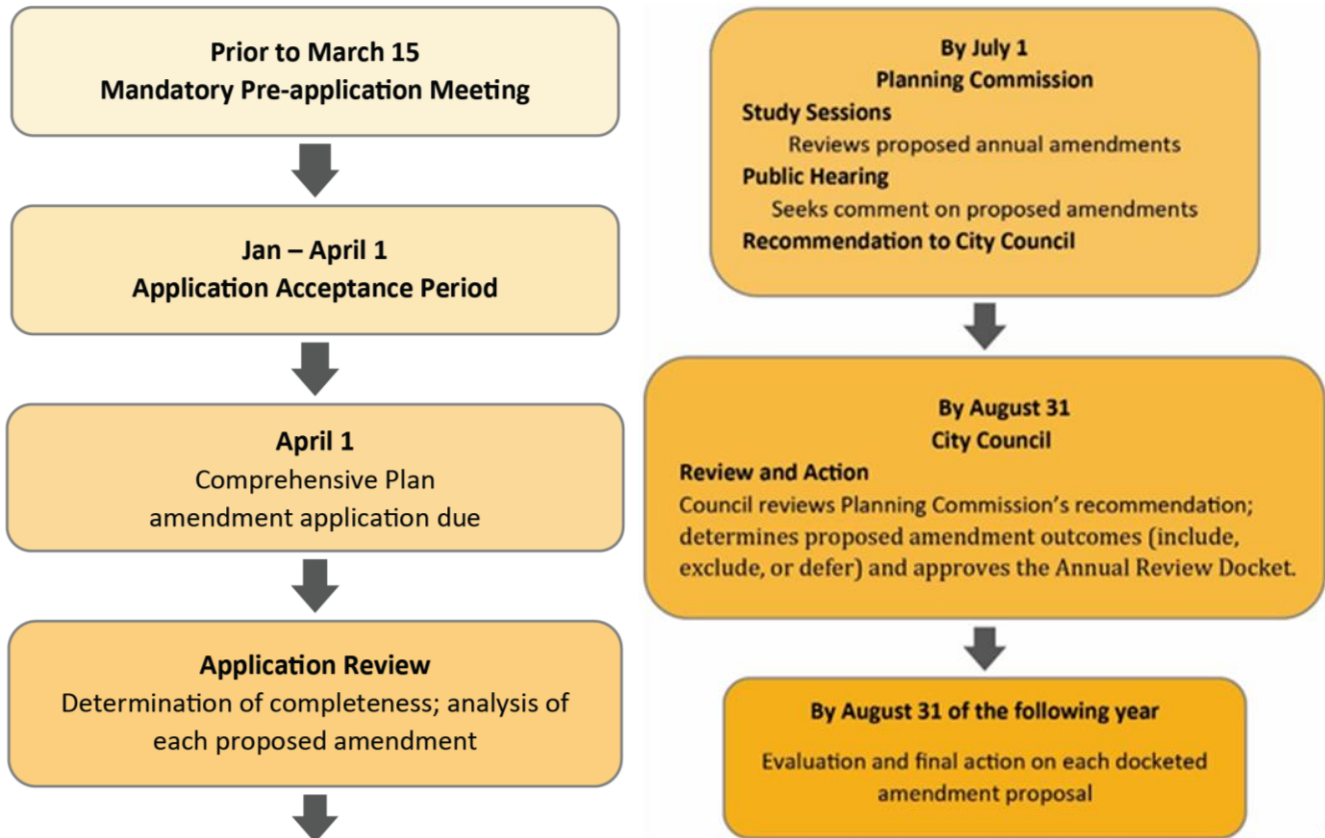 Prior to March 15
Mandatory Pre-application Meeting
Jan – April 1
Application Acceptance Period
April 1
Comprehensive Plan
amendment application due
Application Review
Determination of completeness; analysis of
each proposed amendment
By July 1
Planning Commission
Study Sessions
Reviews proposed annual amendments
Public Hearing
Seeks comment on proposed amendments
Recommendation to City Council
By August 31
City Council
Review and Action
Council reviews Planning Commission’s recommendation;
determines proposed amendment outcomes (include,
exclude, or defer) and approves the Annual Review Docket.
By August 31 of the following year
Evaluation and final action on each docketed
amendment proposal